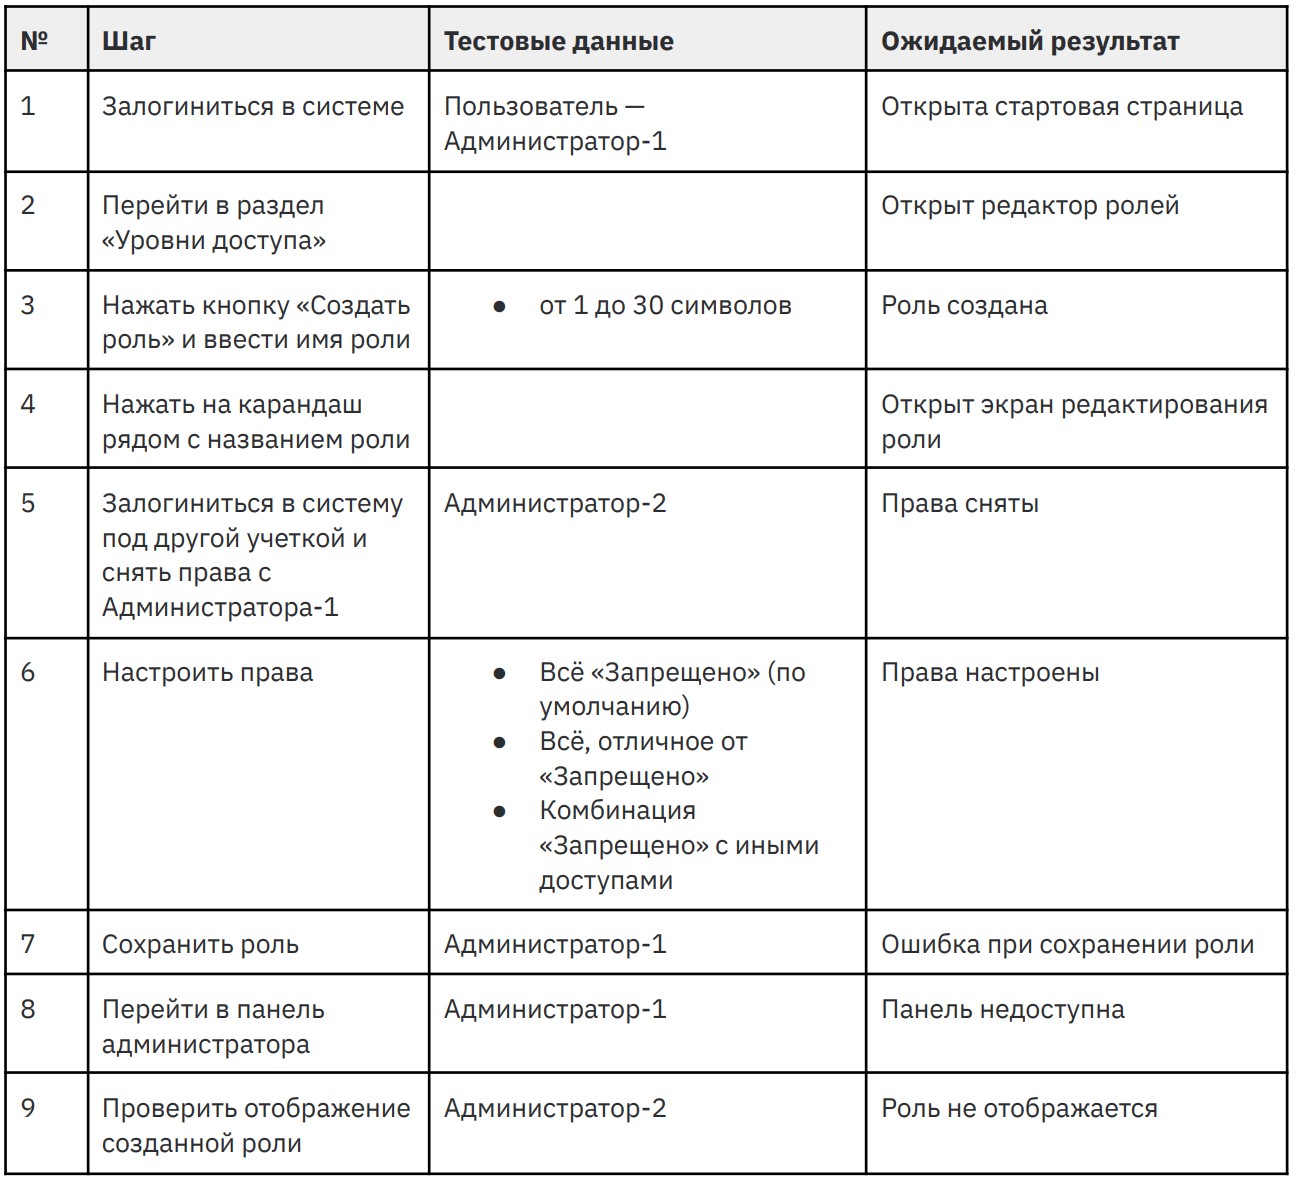 № Шаг Тестовые данные Ожидаемый результат
1 Залогиниться в системе Пользователь — Открыта стартовая страница
Администратор-1
2 Перейти в раздел Открыт редактор ролей
«Уровни доступа»
3 Нажать кнопку «Создать ● от 1 до 30 символов Роль создана
роль» и ввести имя роли
4 Нажать на карандаш Открыт экран редактирования
рядом с названием роли роли
5 Залогиниться в систему Администратор-2 Права сняты
под другой учеткой и
снять права с
Администратора-1
6 Настроить права ● Всё «Запрещено» (по Права настроены
умолчанию)
● Всё, отличное от
«Запрещено»
● Комбинация
«Запрещено» с иными
доступами
7 Сохранить роль Администратор-1 Ошибка при сохранении роли
8 Перейти в панель Администратор-1 Панель недоступна
администратора
9 Проверить отображение Администратор-2 Роль не отображается
созданной роли